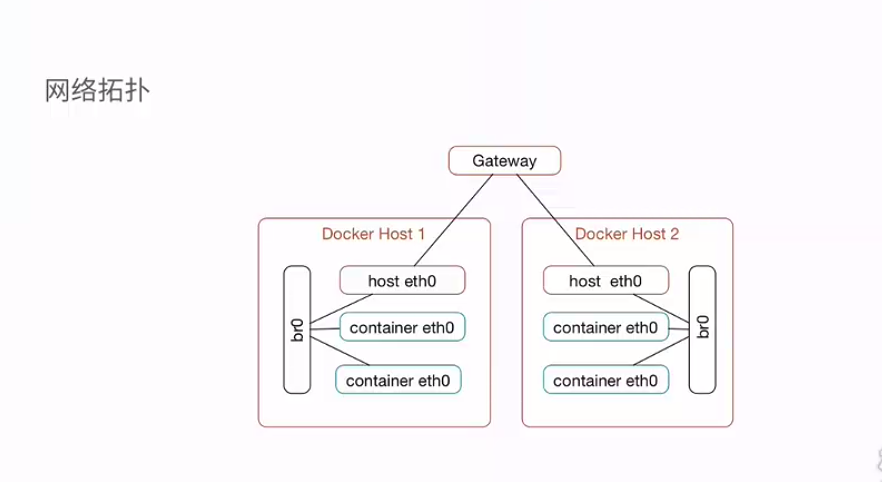 网络拓扑
Gateway
Docker Host 1
Docker Host 2
host eth0
host eth0
br0
container eth0
container eth0
br0
container eth0
container eth0